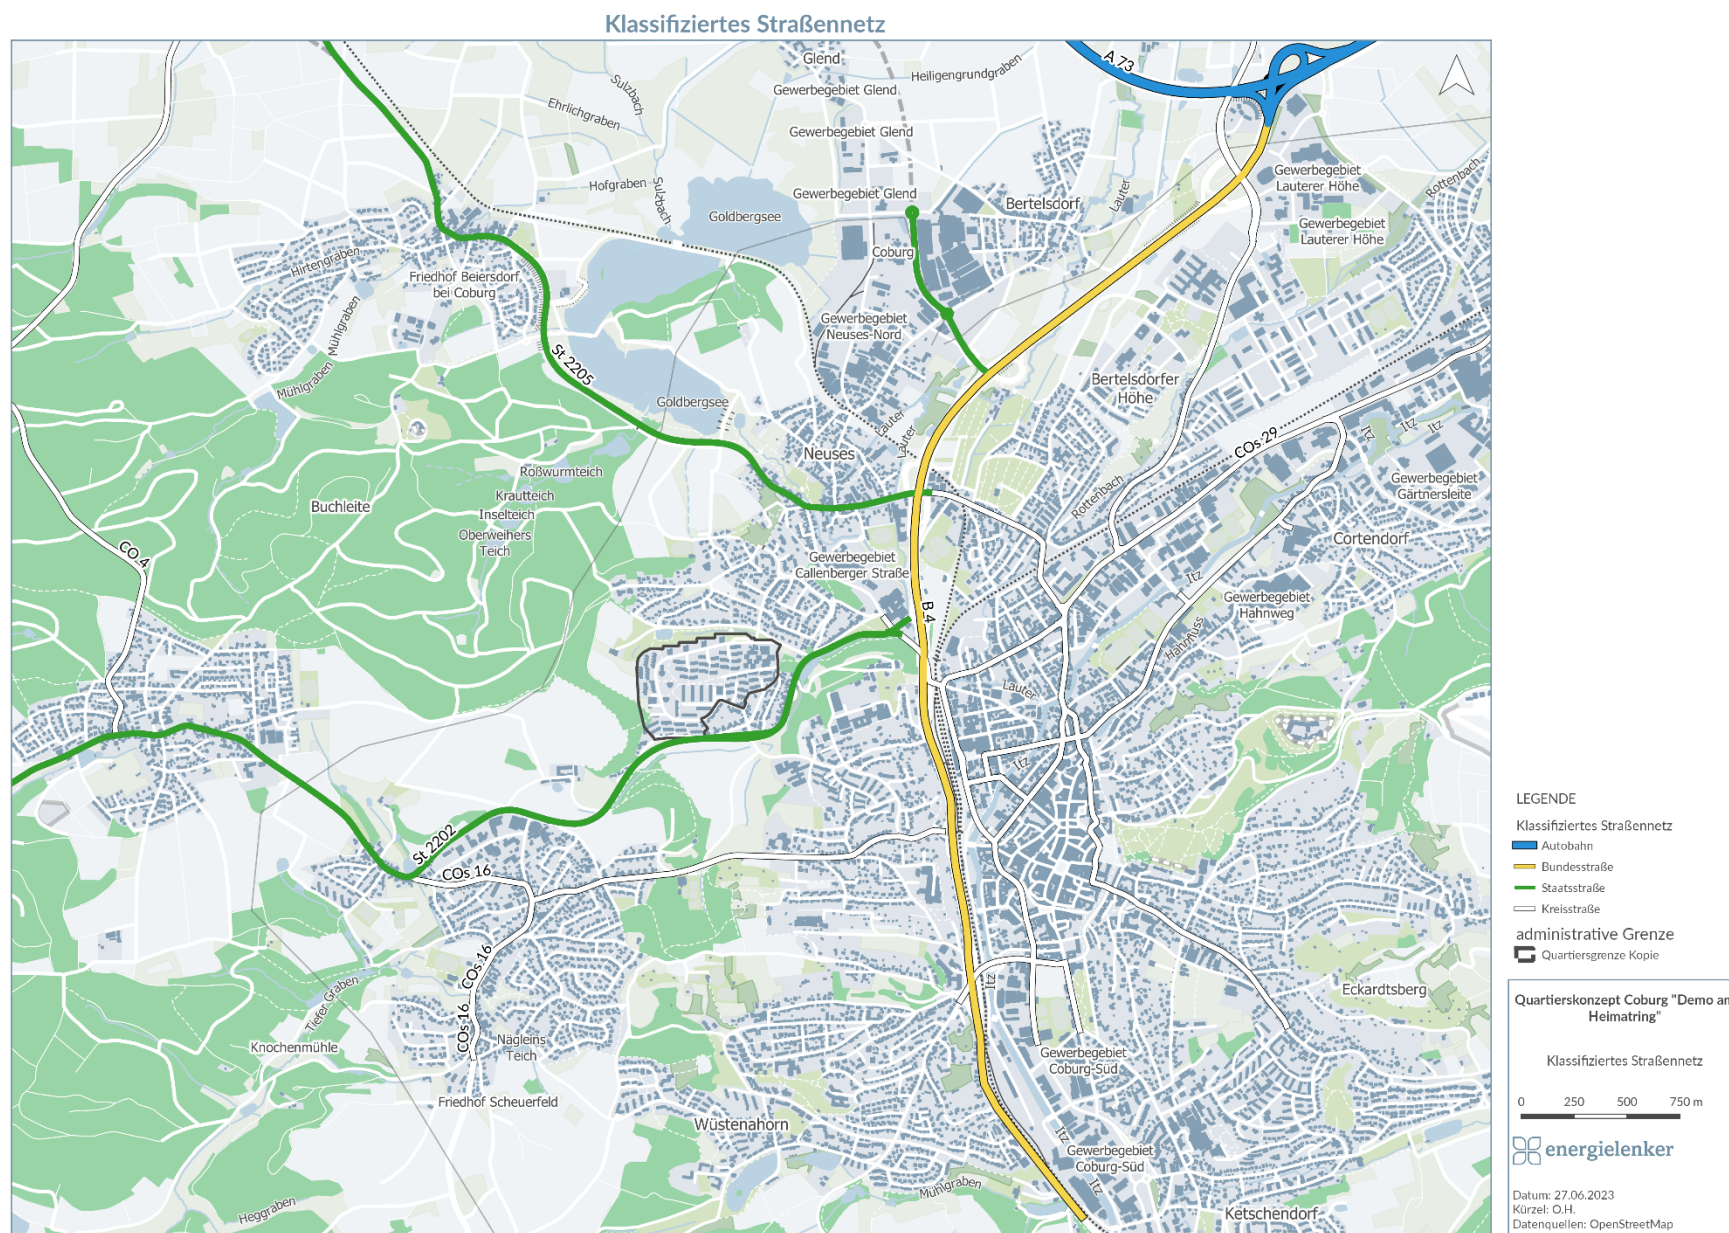 Klassifiziertes Straßennetz
A 73
Glend
Heiligengrundgraben
Sulzbach
Gewerbegebiet Glend
Ehrlichgraben
Gewerbegebiet Glend
Gewerbegebiet
Lauterer Höhe
Rottenbach
Hofgraben
Sulzbach
Gewerbegebiet Glend
Lauter
Bertelsdorf
Goldbergsee
Gewerbegebiet
Lauterer Höhe
Coburg
Hirtengraben
Friedhof Beiersdorf
bei Coburg
Mühlgraben
Gewerbegebiet
Neuses-Nord
St 2205
Mühlgraben
Bertelsdorfer
Höhe
Goldbergsee
Lauter
Lauter
Itz
Itz
Itz
COs 29
Neuses
Roßwurmteich
Krautteich
Inselteich
Buchleite
Oberweihers
Teich
Rottenbach
Gewerbegebiet
Gärtnersleite
Cortendorf
CO 4
Gewerbegebiet
Callenberger Straße
Itz
Gewerbegebiet
Hahnweg
B 4
Hahnfluss
Lauter
Itz
St 2202
COs 16
COs 16
COs 16
Itz
Eckardtsberg
Tiefer Graben
Knochenmühle
Nägleins
Teich
Gewerbegebiet
Coburg-Süd
Friedhof Scheuerfeld
Wüstenahorn
Itz
Gewerbegebiet
Coburg-Süd
Itz
Mühlgraben
Heggraben
Ketschendorf
LEGENDE
Klassifiziertes Straßennetz
Autobahn
Bundesstraße
Staatsstraße
Kreisstraße
administrative Grenze
Quartiersgrenze Kopie
Quartierskonzept Coburg "Demo am
Heimatring"
Klassifiziertes Straßennetz
0 250 500 750 m
energielenker
Datum: 27.06.2023
Kürzel: O.H.
Datenquellen: OpenStreetMap